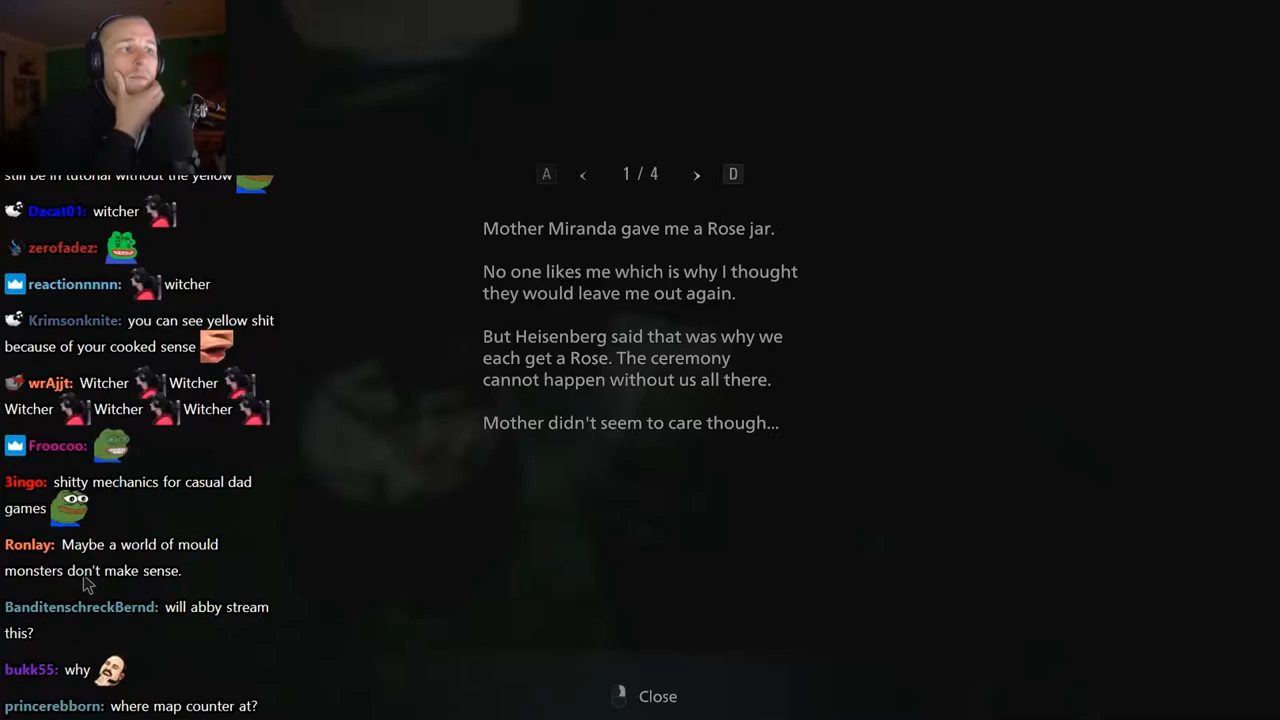 still be in tutorial without the yellow
Dacat01: witcher
zerofadez:
reactionnnnn: witcher
Krimsonknite: you can see yellow shit
because of your cooked sense
wrAjjt: Witcher Witcher
Witcher Witcher Witcher
Froocoo:
3ingo: shitty mechanics for casual dad
games
Ronlay: Maybe a world of mould
monsters don't make sense.
BanditenschreckBernd: will abby stream
this?
bukk55: why
princerebborn: where map counter at?
A < 1 / 4 > D
Mother Miranda gave me a Rose jar.
No one likes me which is why I thought
they would leave me out again.
But Heisenberg said that was why we
each get a Rose. The ceremony
cannot happen without us all there.
Mother didn't seem to care though...
Close